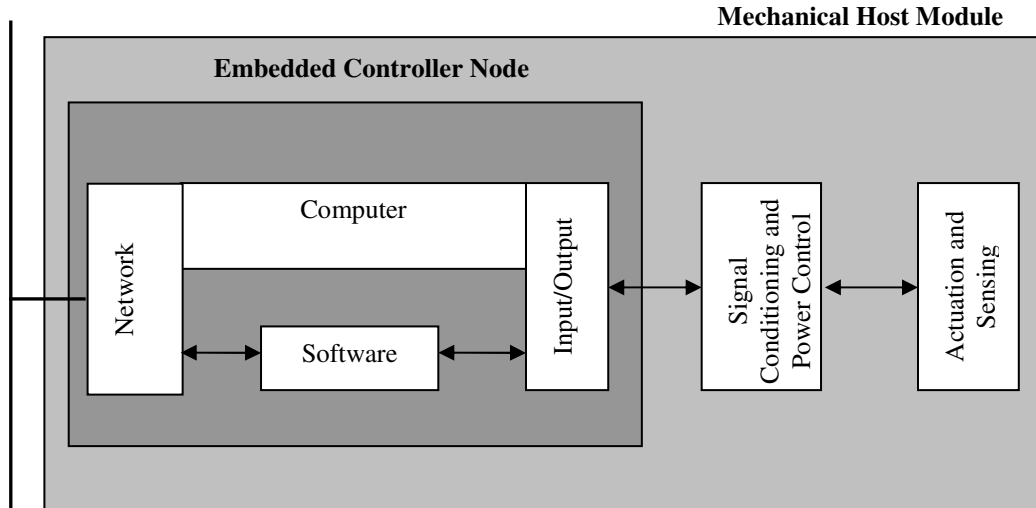 Mechanical Host Module
Embedded Controller Node
Network
Computer
Software
Input/Output
Signal
Conditioning and
Power Control
Actuation and
Sensing